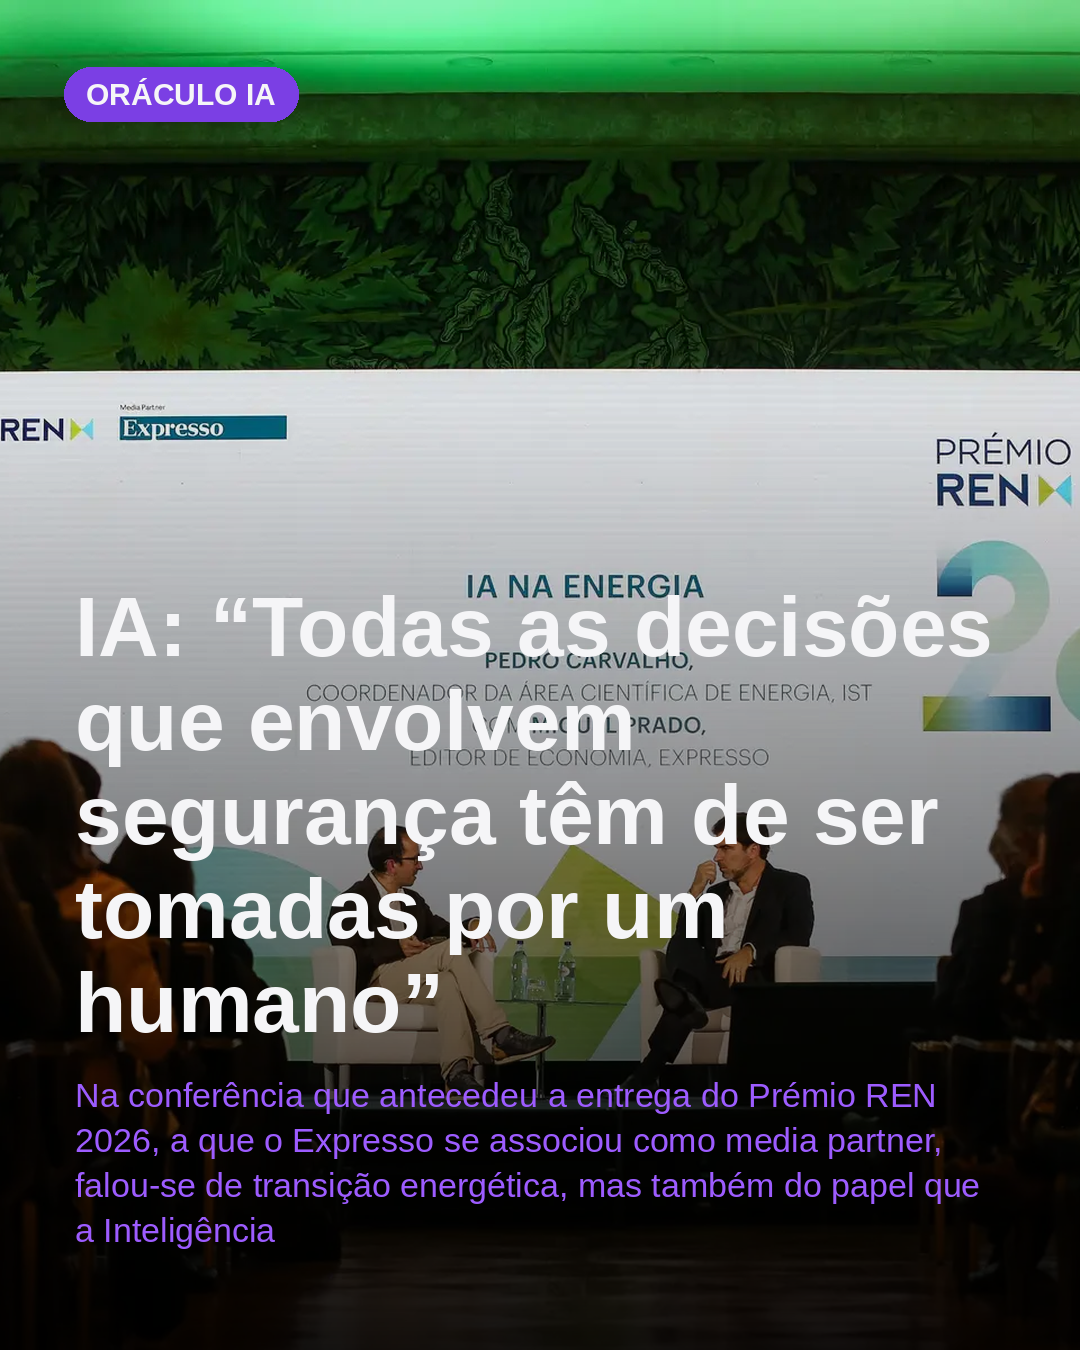 ORÁCULO IA
REN
Media Partner
Expresso
PRÉMIO
REN
2
IA NA ENERGIA
IA: “Todas as decisões
PEDRO CARVALHO,
COORDENADOR DA ÁREA CIENTÍFICA DE ENERGIA, IST
que envolvem
COM MIGUEL PRADO,
EDITOR DE ECONOMIA, EXPRESSO
segurança têm de ser
tomadas por um
humano”
Na conferência que antecedeu a entrega do Prémio REN
2026, a que o Expresso se associou como media partner,
falou-se de transição energética, mas também do papel que
a Inteligência